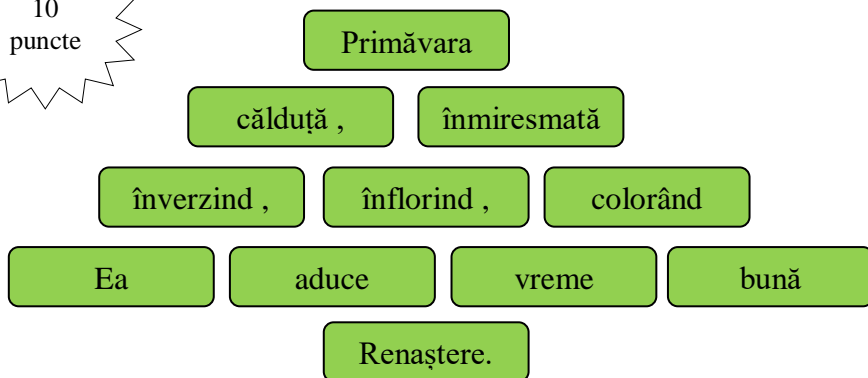 10
puncte
Primăvara
călduță , înmiresmată
înverzind , înflorind , colorând
Ea aduce vreme bună
Renaștere.